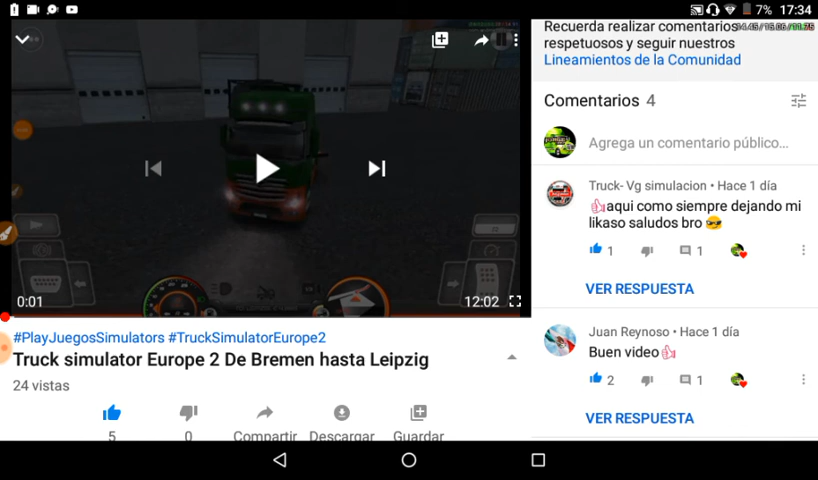 7% 17:34
Recuerda realizar comentarios
respetuosos y seguir nuestros
Lineamientos de la Comunidad
Comentarios 4
Agrega un comentario público...
Truck- Vg simulacion • Hace 1 día
👍aqui como siempre dejando mi
likaso saludos bro 😎
1 1
VER RESPUESTA
Juan Reynoso • Hace 1 día
Buen video👍
2 1
VER RESPUESTA
0:01 12:02
#PlayJuegosSimulators #TruckSimulatorEurope2
Truck simulator Europe 2 De Bremen hasta Leipzig
24 vistas
5 0 Compartir Descargar Guardar